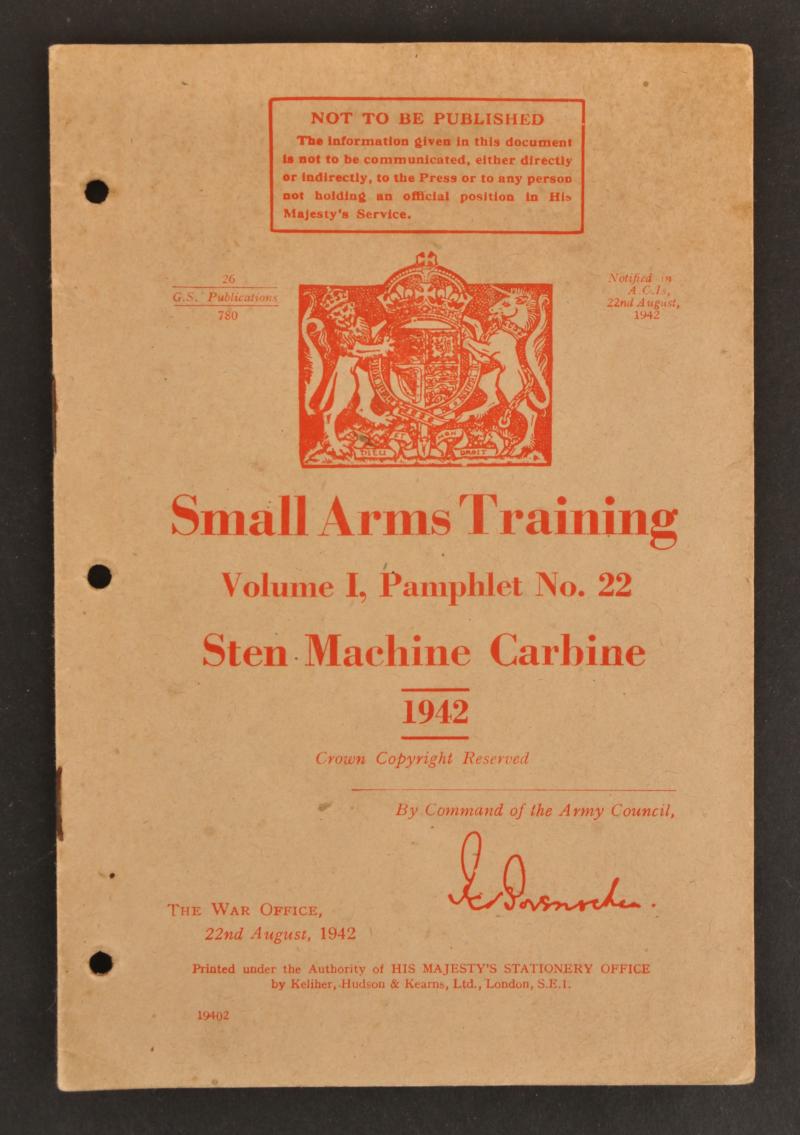 NOT TO BE PUBLISHED
The information given in this document
is not to be communicated, either directly
or indirectly, to the Press or to any person
not holding an official position in His
Majesty's Service.
26
G.S. Publications
780
Notified in
A.C.Is,
22nd August,
1942
DIEU ET MON DROIT
Small Arms Training
Volume I, Pamphlet No. 22
Sten Machine Carbine
1942
Crown Copyright Reserved
By Command of the Army Council,
THE WAR OFFICE,
22nd August, 1942
Printed under the Authority of HIS MAJESTY'S STATIONERY OFFICE
by Keliher, Hudson & Kearns, Ltd., London, S.E.1.
19402